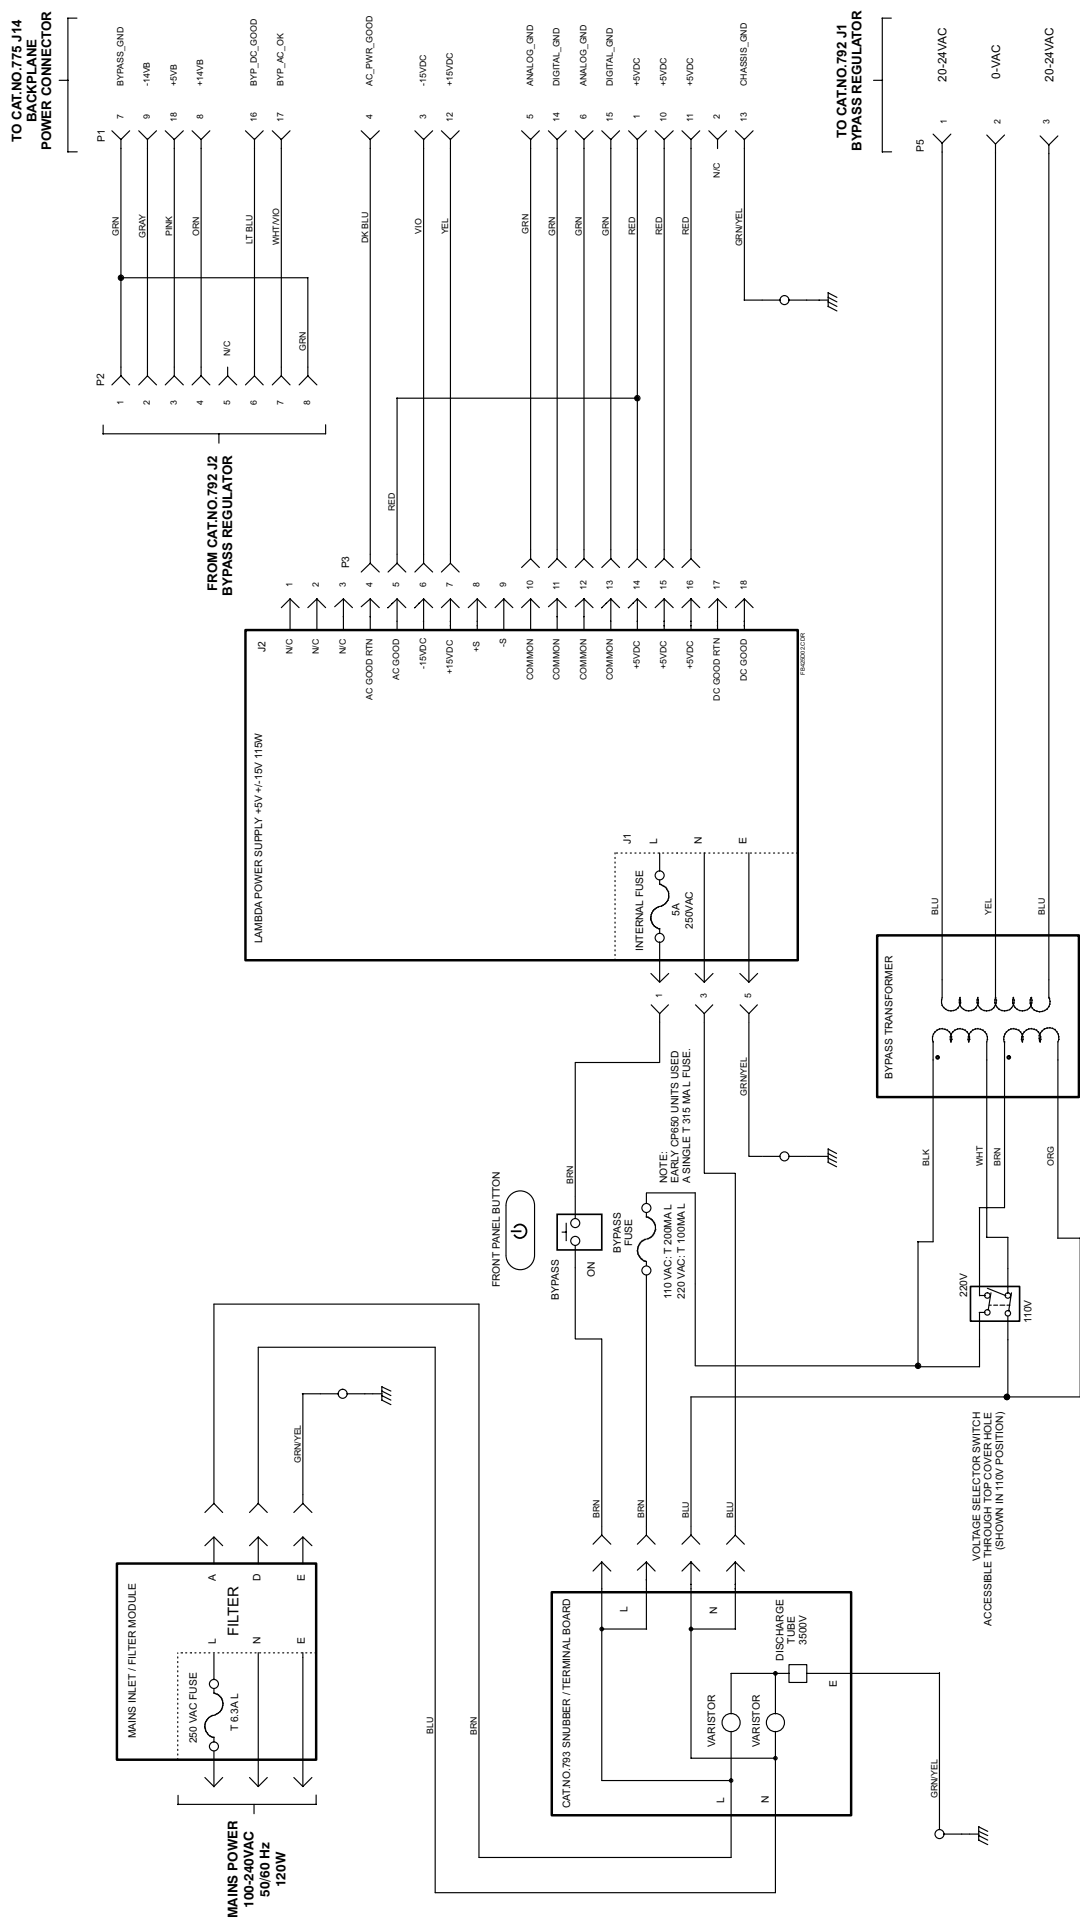 MAINS POWER
100-240VAC
50/60 Hz
120W
MAINS INLET / FILTER MODULE
250 VAC FUSE
T 6.3A L
L
N
E
FILTER
A
D
E
GRN/YEL
BLU
BRN
CAT.NO.793 SNUBBER / TERMINAL BOARD
L
N
VARISTOR
VARISTOR
DISCHARGE
TUBE
3500V
E
L
N
GRN/YEL
BRN
BRN
BLU
BLU
VOLTAGE SELECTOR SWITCH
ACCESSIBLE THROUGH TOP COVER HOLE
(SHOWN IN 110V POSITION)
220V
110V
FRONT PANEL BUTTON
BYPASS
ON
BRN
BYPASS
FUSE
110 VAC: T 200MA L
220 VAC: T 100MA L
NOTE:
EARLY CP650 UNITS USED
A SINGLE T 315 MA L FUSE.
GRN/YEL
1
3
5
BLK
WHT
BRN
ORG
BYPASS TRANSFORMER
BLU
YEL
BLU
LAMBDA POWER SUPPLY +5V +/-15V 115W
INTERNAL FUSE
5A
250VAC
J1
L
N
E
J2
N/C
N/C
N/C
AC GOOD RTN
AC GOOD
-15VDC
+15VDC
+S
-S
COMMON
COMMON
COMMON
COMMON
+5VDC
+5VDC
+5VDC
DC GOOD RTN
DC GOOD
FB425D02.CDR
1
2
3
4
5
6
7
8
9
10
11
12
13
14
15
16
17
18
P3
RED
FROM CAT.NO.792 J2
BYPASS REGULATOR
P2
1
2
3
4
5
6
7
8
N/C
GRN
GRN
GRAY
PINK
ORN
LT BLU
WHT/VIO
DK BLU
VIO
YEL
GRN
GRN
GRN
GRN
RED
RED
RED
N/C
GRN/YEL
P1
7
9
18
8
16
17
4
3
12
5
14
6
15
1
10
11
2
13
BYPASS_GND
-14VB
+5VB
+14VB
BYP_DC_GOOD
BYP_AC_OK
AC_PWR_GOOD
-15VDC
+15VDC
ANALOG_GND
DIGITAL_GND
ANALOG_GND
DIGITAL_GND
+5VDC
+5VDC
+5VDC
CHASSIS_GND
TO CAT.NO.775 J14
BACKPLANE
POWER CONNECTOR
TO CAT.NO.792 J1
BYPASS REGULATOR
P5
1
2
3
20-24VAC
0-VAC
20-24VAC